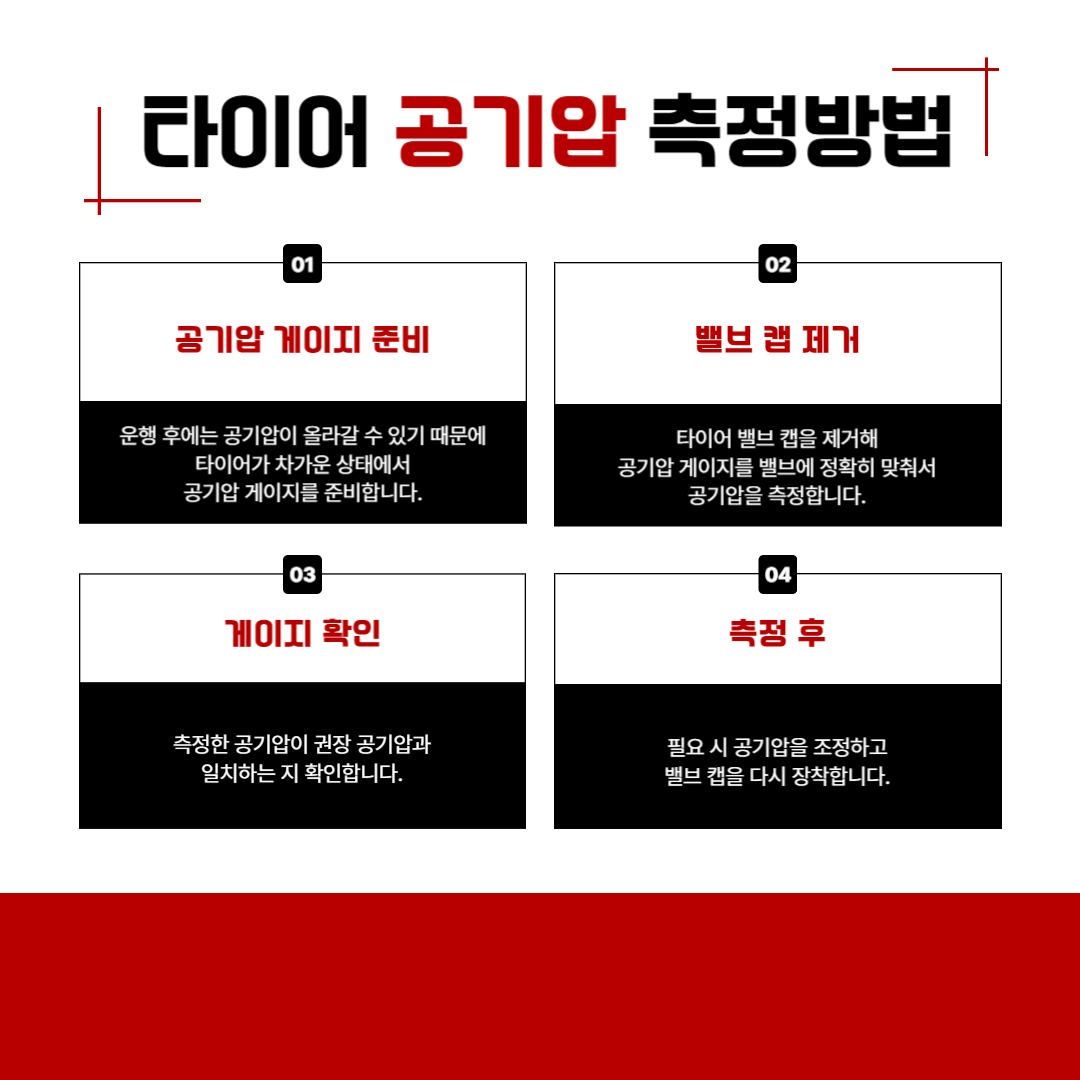 타이어 공기압 측정방법
01
공기압 게이지 준비
운행 후에는 공기압이 올라갈 수 있기 때문에
타이어가 차가운 상태에서
공기압 게이지를 준비합니다.
02
밸브 캡 제거
타이어 밸브 캡을 제거해
공기압 게이지를 밸브에 정확히 맞춰서
공기압을 측정합니다.
03
게이지 확인
측정한 공기압이 권장 공기압과
일치하는 지 확인합니다.
04
측정 후
필요 시 공기압을 조정하고
밸브 캡을 다시 장착합니다.